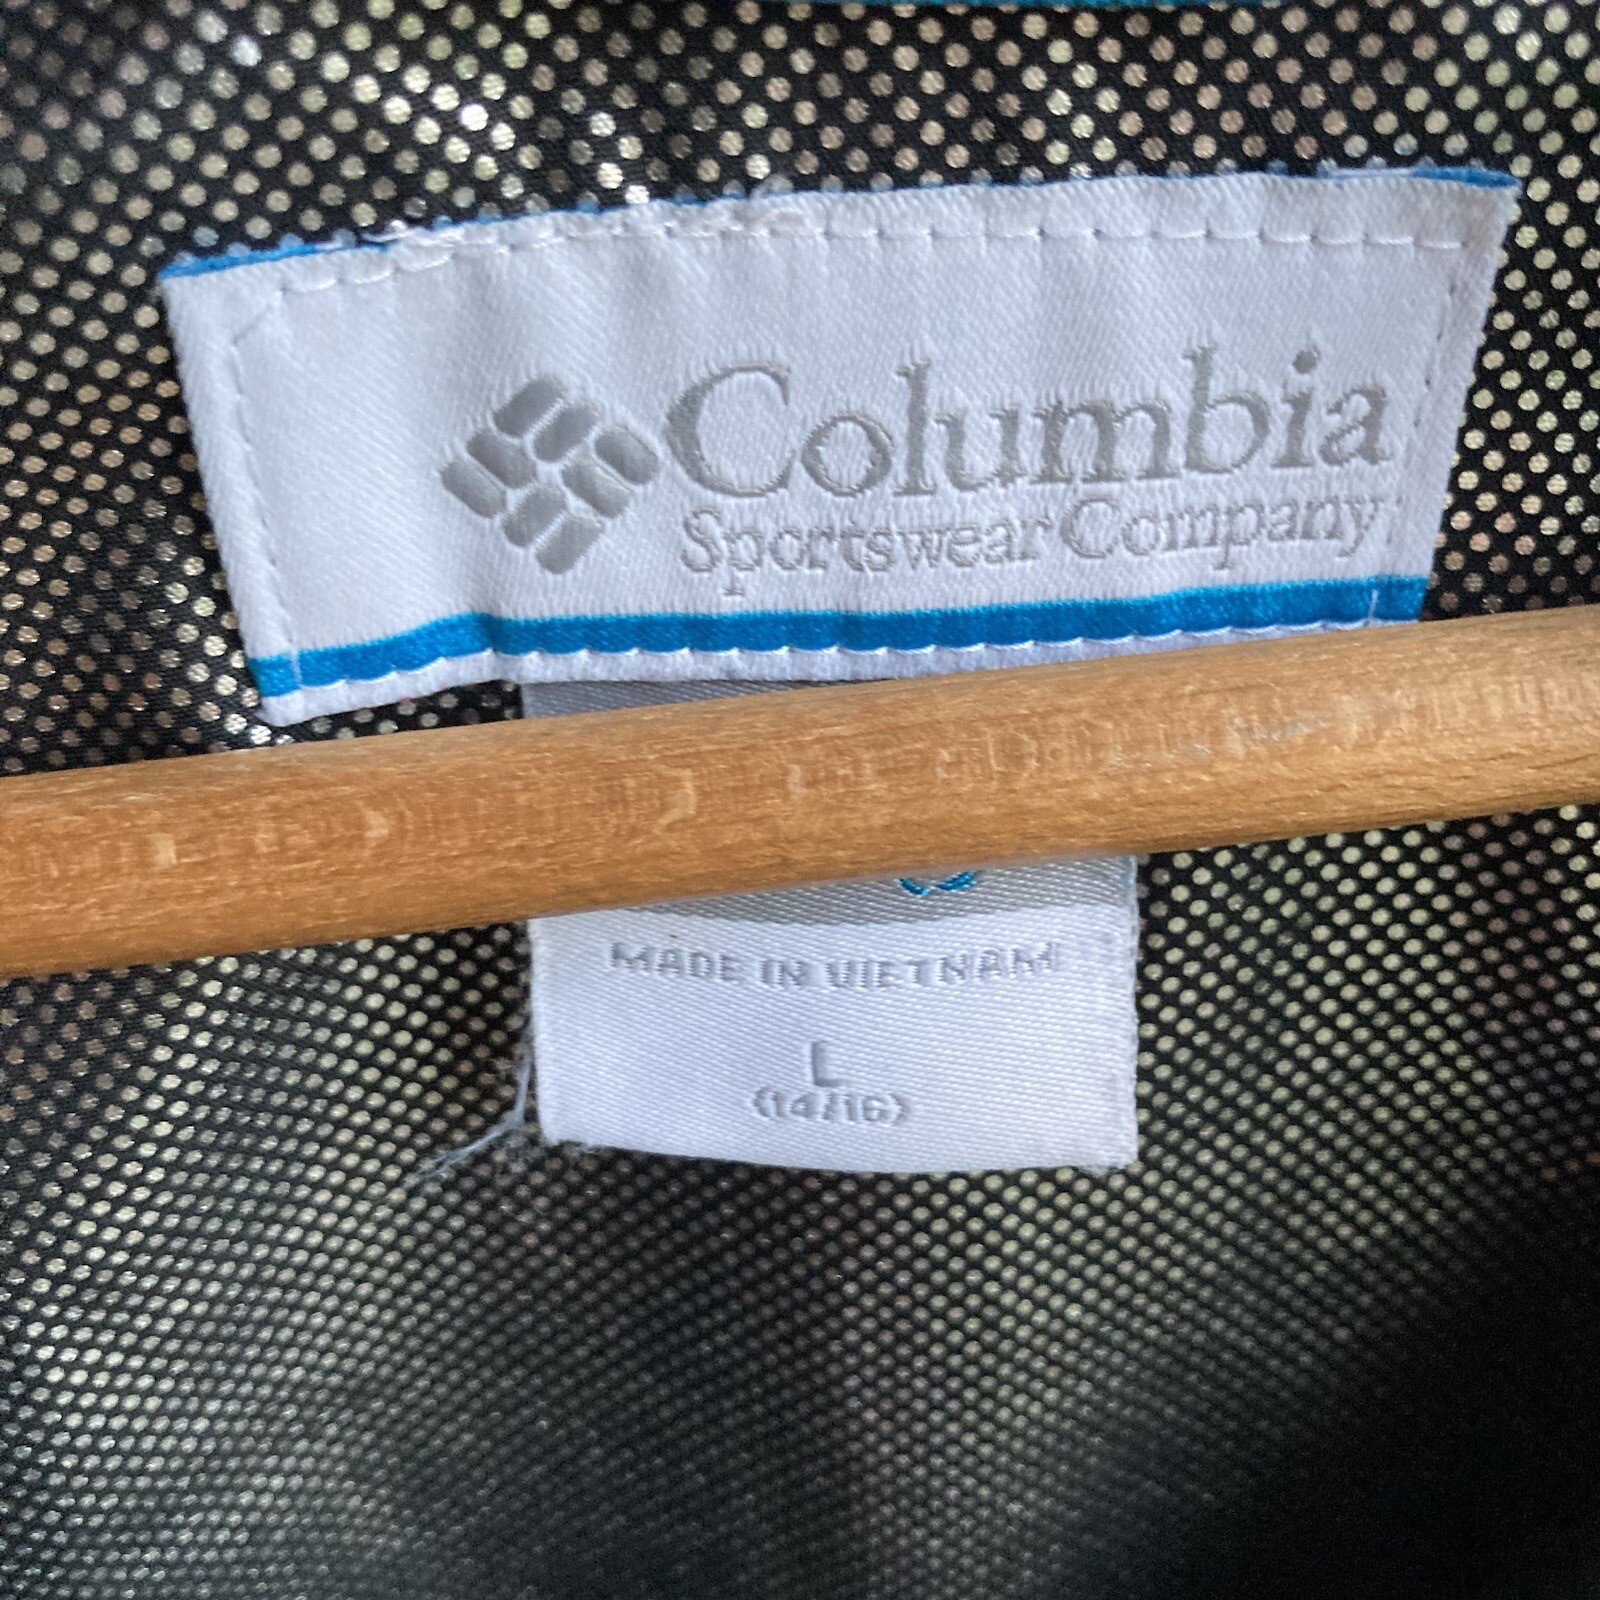 Columbia
Sportswear Company
MADE IN VIETNAM
L
(14/16)